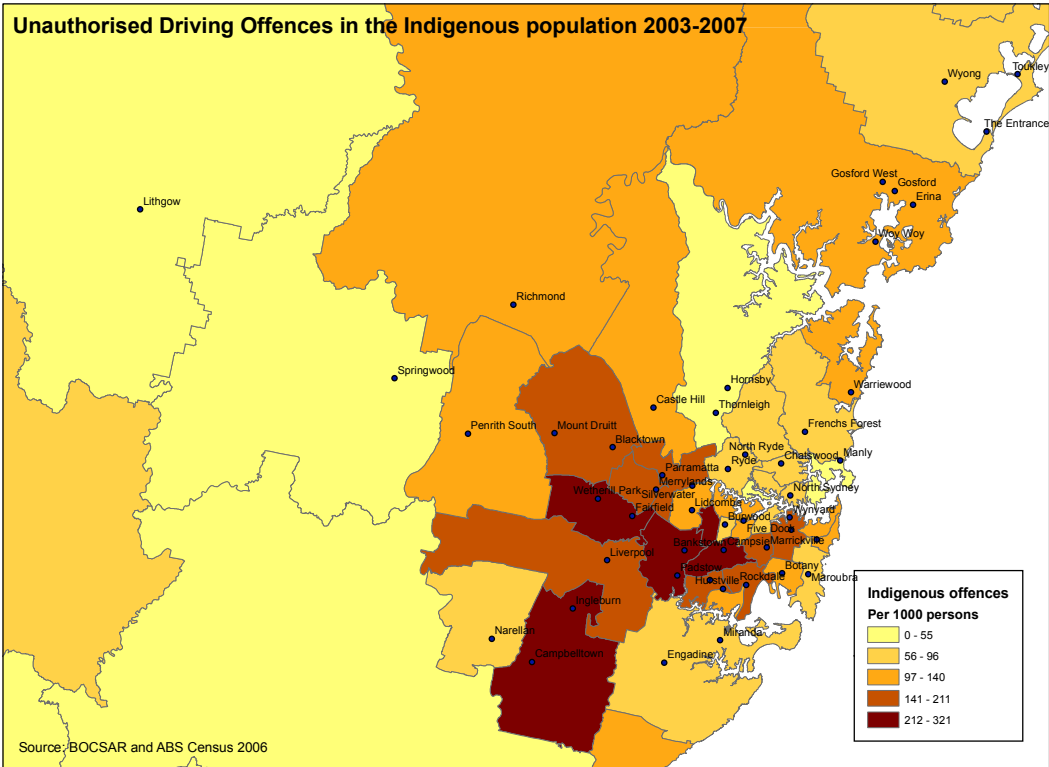 Unauthorised Driving Offences in the Indigenous population 2003-2007
Toukley
Wyong
The Entrance
Gosford West
Gosford
Erina
Lithgow
Woy Woy
Richmond
Springwood
Hornsby
Warriewood
Castle Hill
Thornleigh
Penrith South
Mount Druitt
Frenchs Forest
Blacktown
North Ryde
Chatswood
Manly
Ryde
Parramatta
Merrylands
Silverwater
North Sydney
Wetherill Park
Lidcombe
Fairfield
Wynyard
Burwood
Five Dock
Bankstown
Campsie
Marrickville
Liverpool
Padstow
Hurstville
Rockdale
Botany
Maroubra
Ingleburn
Narellan
Miranda
Campbelltown
Engadine
Indigenous offences
Per 1000 persons
0 - 55
56 - 96
97 - 140
141 - 211
212 - 321
Source: BOCSAR and ABS Census 2006